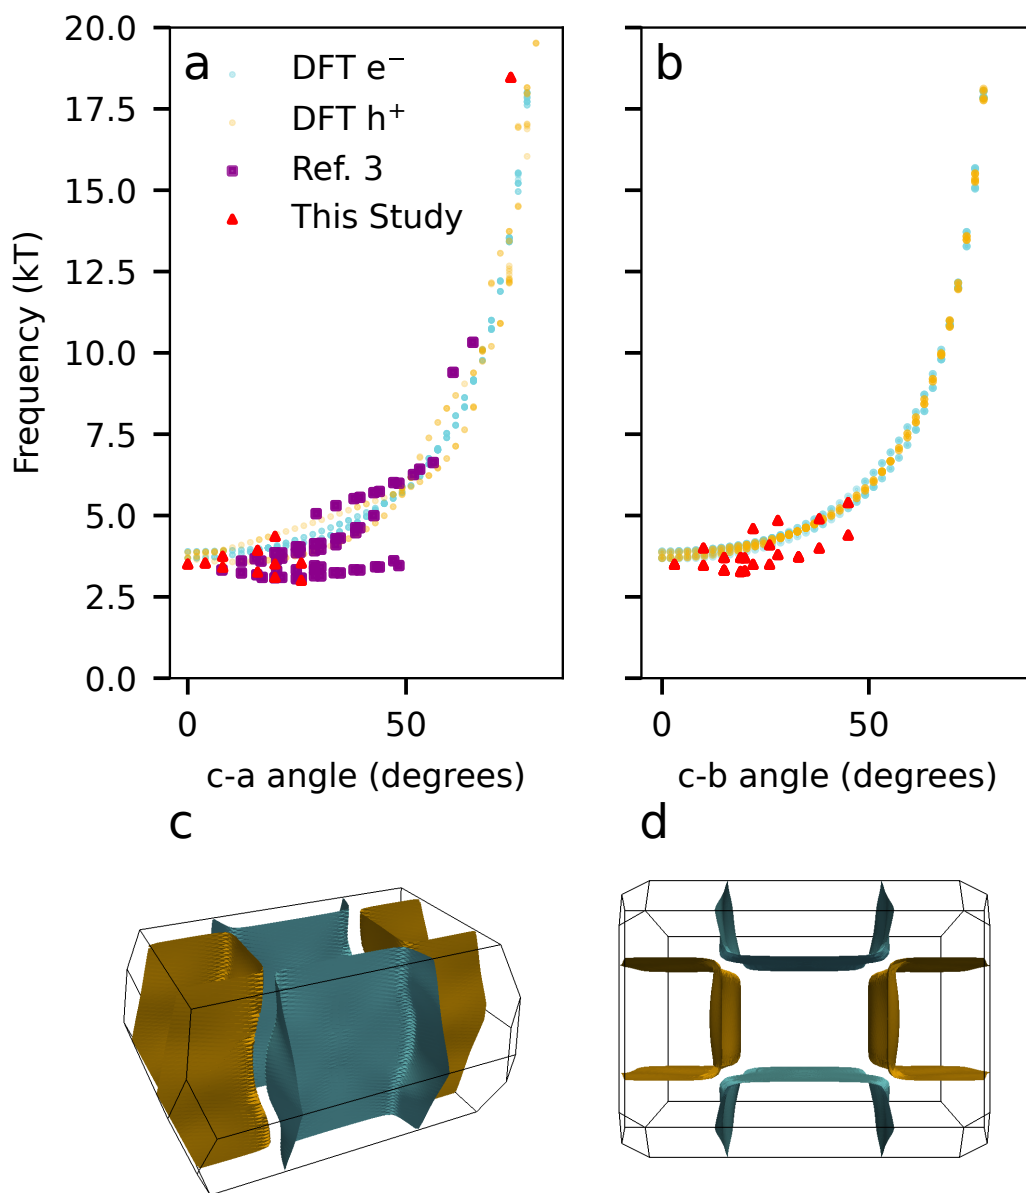 a
DFT e⁻
DFT h⁺
Ref. 3
This Study
b
20.0
17.5
15.0
12.5
10.0
7.5
5.0
2.5
0.0
Frequency (kT)
0 50
0 50
c-a angle (degrees)
c-b angle (degrees)
c
d